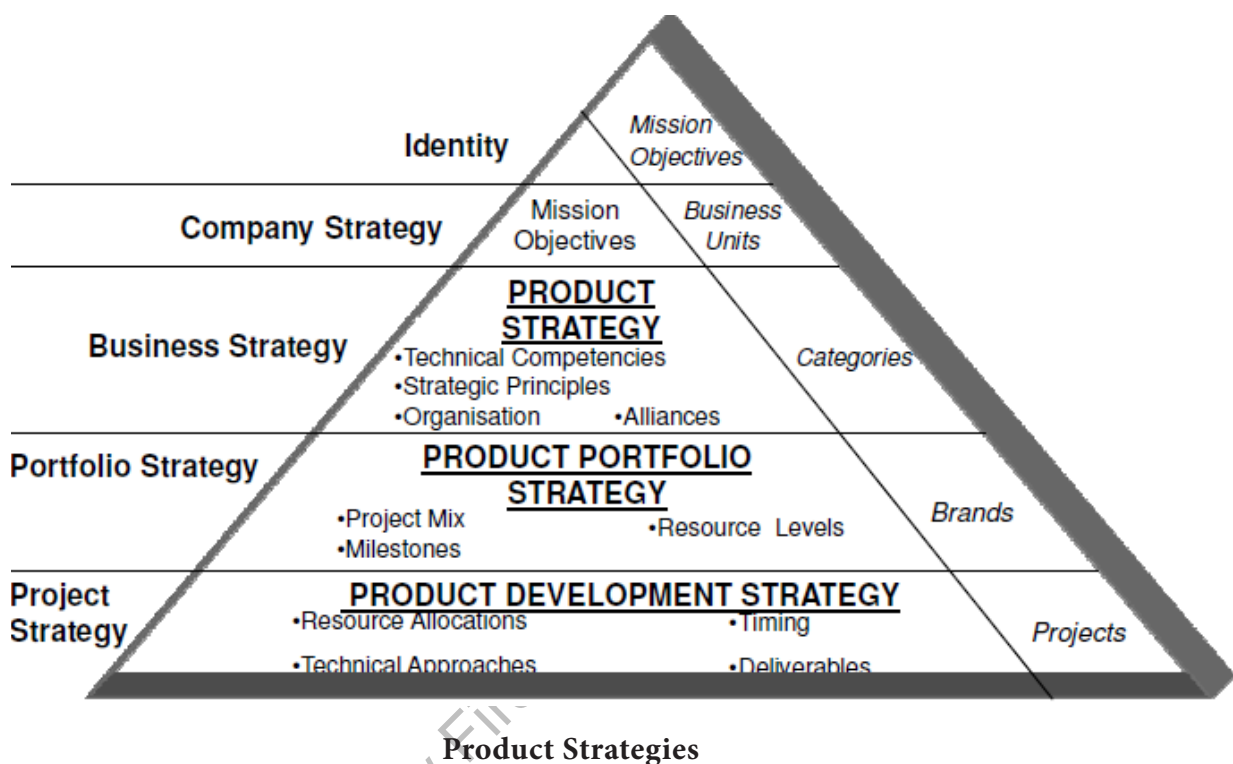 Identity
Mission
Objectives
Company Strategy
Mission
Objectives
Business
Units
Business Strategy
PRODUCT
STRATEGY
•Technical Competencies
•Strategic Principles
•Organisation •Alliances
Categories
Portfolio Strategy
PRODUCT PORTFOLIO
STRATEGY
•Project Mix
•Milestones
•Resource Levels
Brands
Project
Strategy
PRODUCT DEVELOPMENT STRATEGY
•Resource Allocations •Timing
•Technical Approaches •Deliverables
Projects
Product Strategies